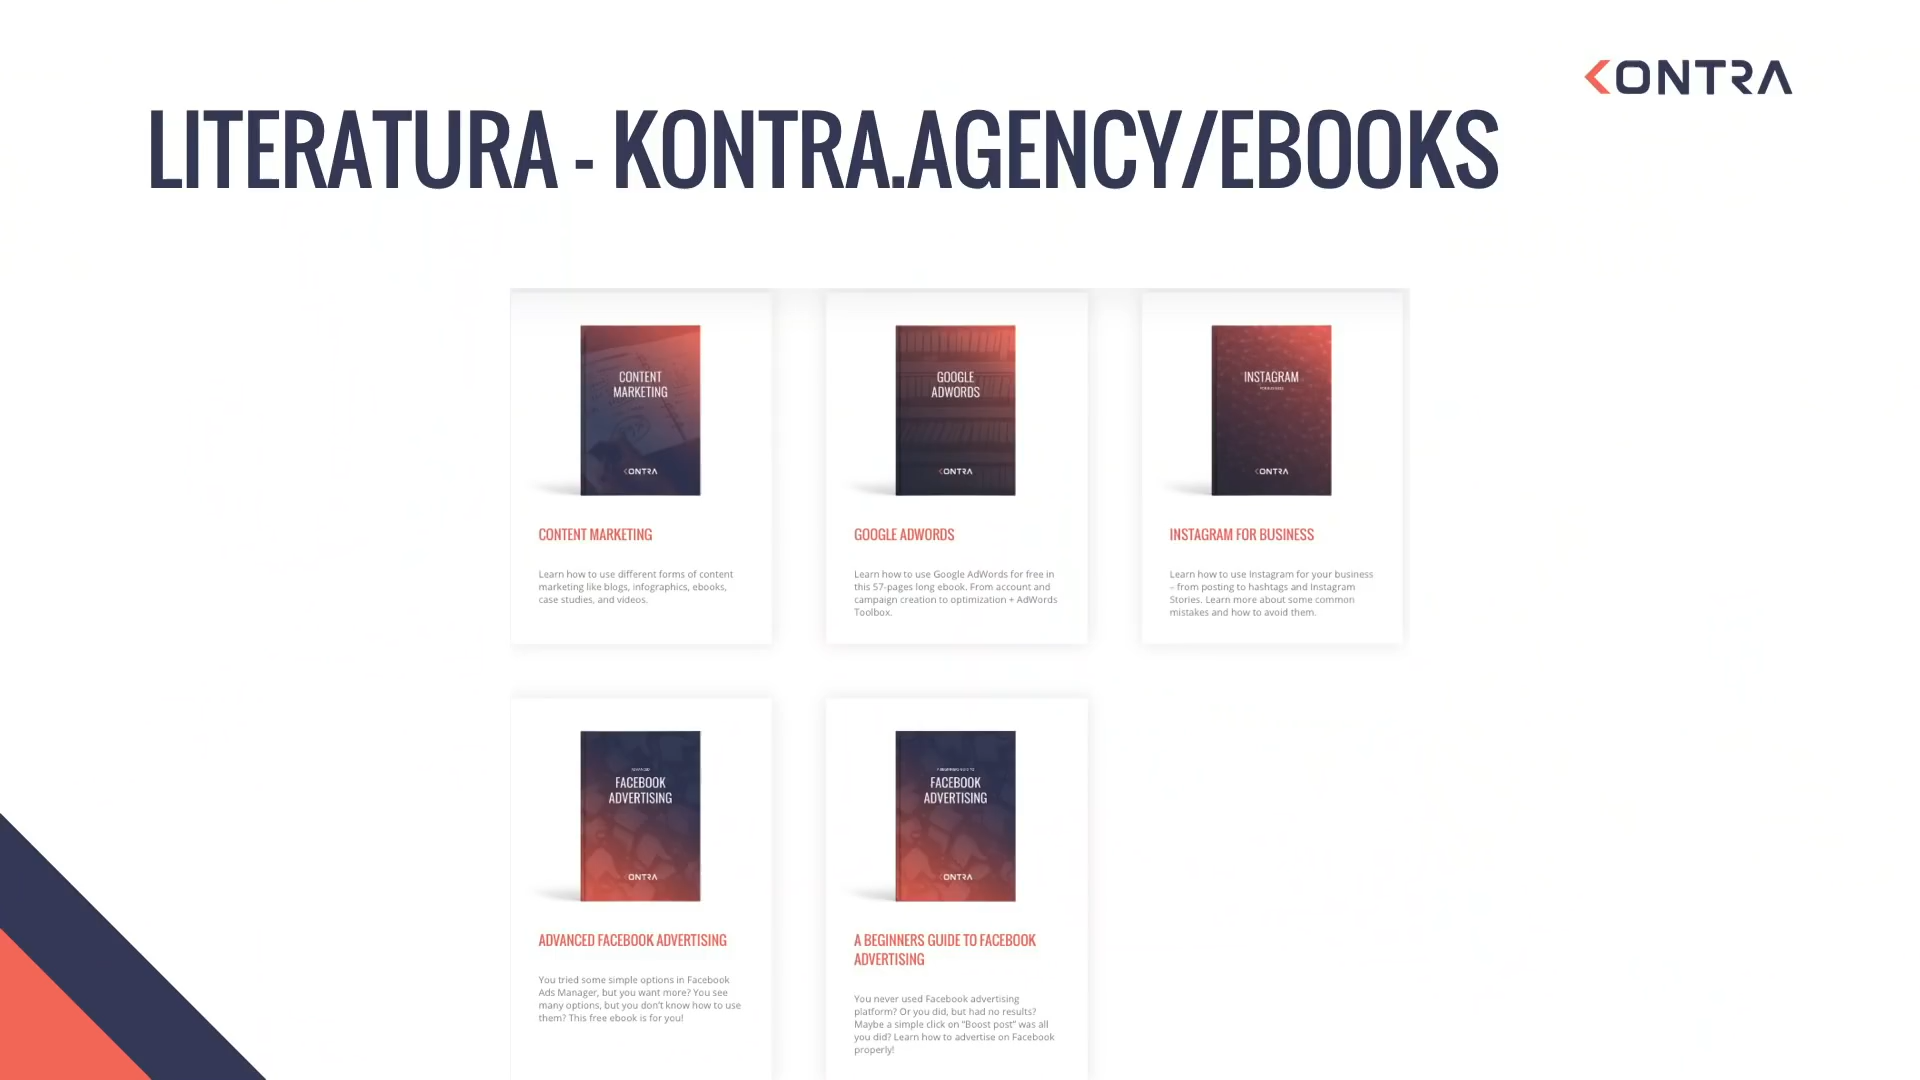 KONTRA
LITERATURA - KONTRA.AGENCY/EBOOKS
CONTENT
MARKETING
KONTRA
GOOGLE
ADWORDS
KONTRA
INSTAGRAM
KONTRA
CONTENT MARKETING
Learn how to use different forms of content
marketing like blogs, infographics, ebooks,
case studies, and videos.
GOOGLE ADWORDS
Learn how to use Google AdWords for free in
this 57-pages long ebook. From account and
campaign creation to optimization + AdWords
Toolbox.
INSTAGRAM FOR BUSINESS
Learn how to use Instagram for your business
– from posting to hashtags and Instagram
Stories. Learn more about some common
mistakes and how to avoid them.
FACEBOOK
ADVERTISING
KONTRA
FACEBOOK
ADVERTISING
KONTRA
ADVANCED FACEBOOK ADVERTISING
You tried some simple options in Facebook
Ads Manager, but you want more? You see
many options, but you don't know how to use
them? This free ebook is for you!
A BEGINNERS GUIDE TO FACEBOOK
ADVERTISING
You never used Facebook advertising
platform? Or you did, but had no results?
Maybe a simple click on "Boost post" was all
you did? Learn how to advertise on Facebook
properly!